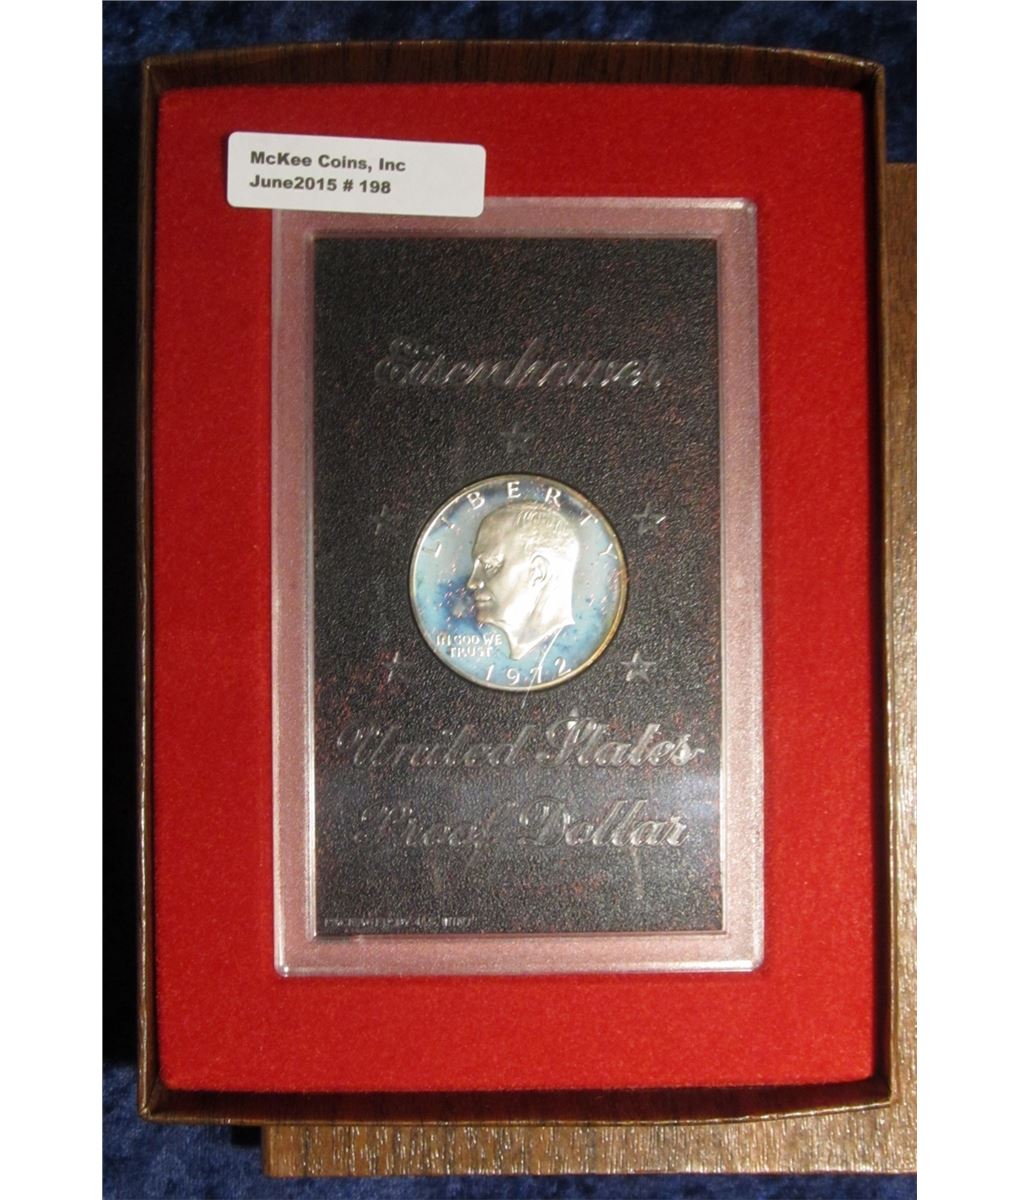 McKee Coins, Inc
June2015 # 198
Eisenhower
LIBERTY
IN GOD WE
TRUST
1972
United States
Proof Dollar